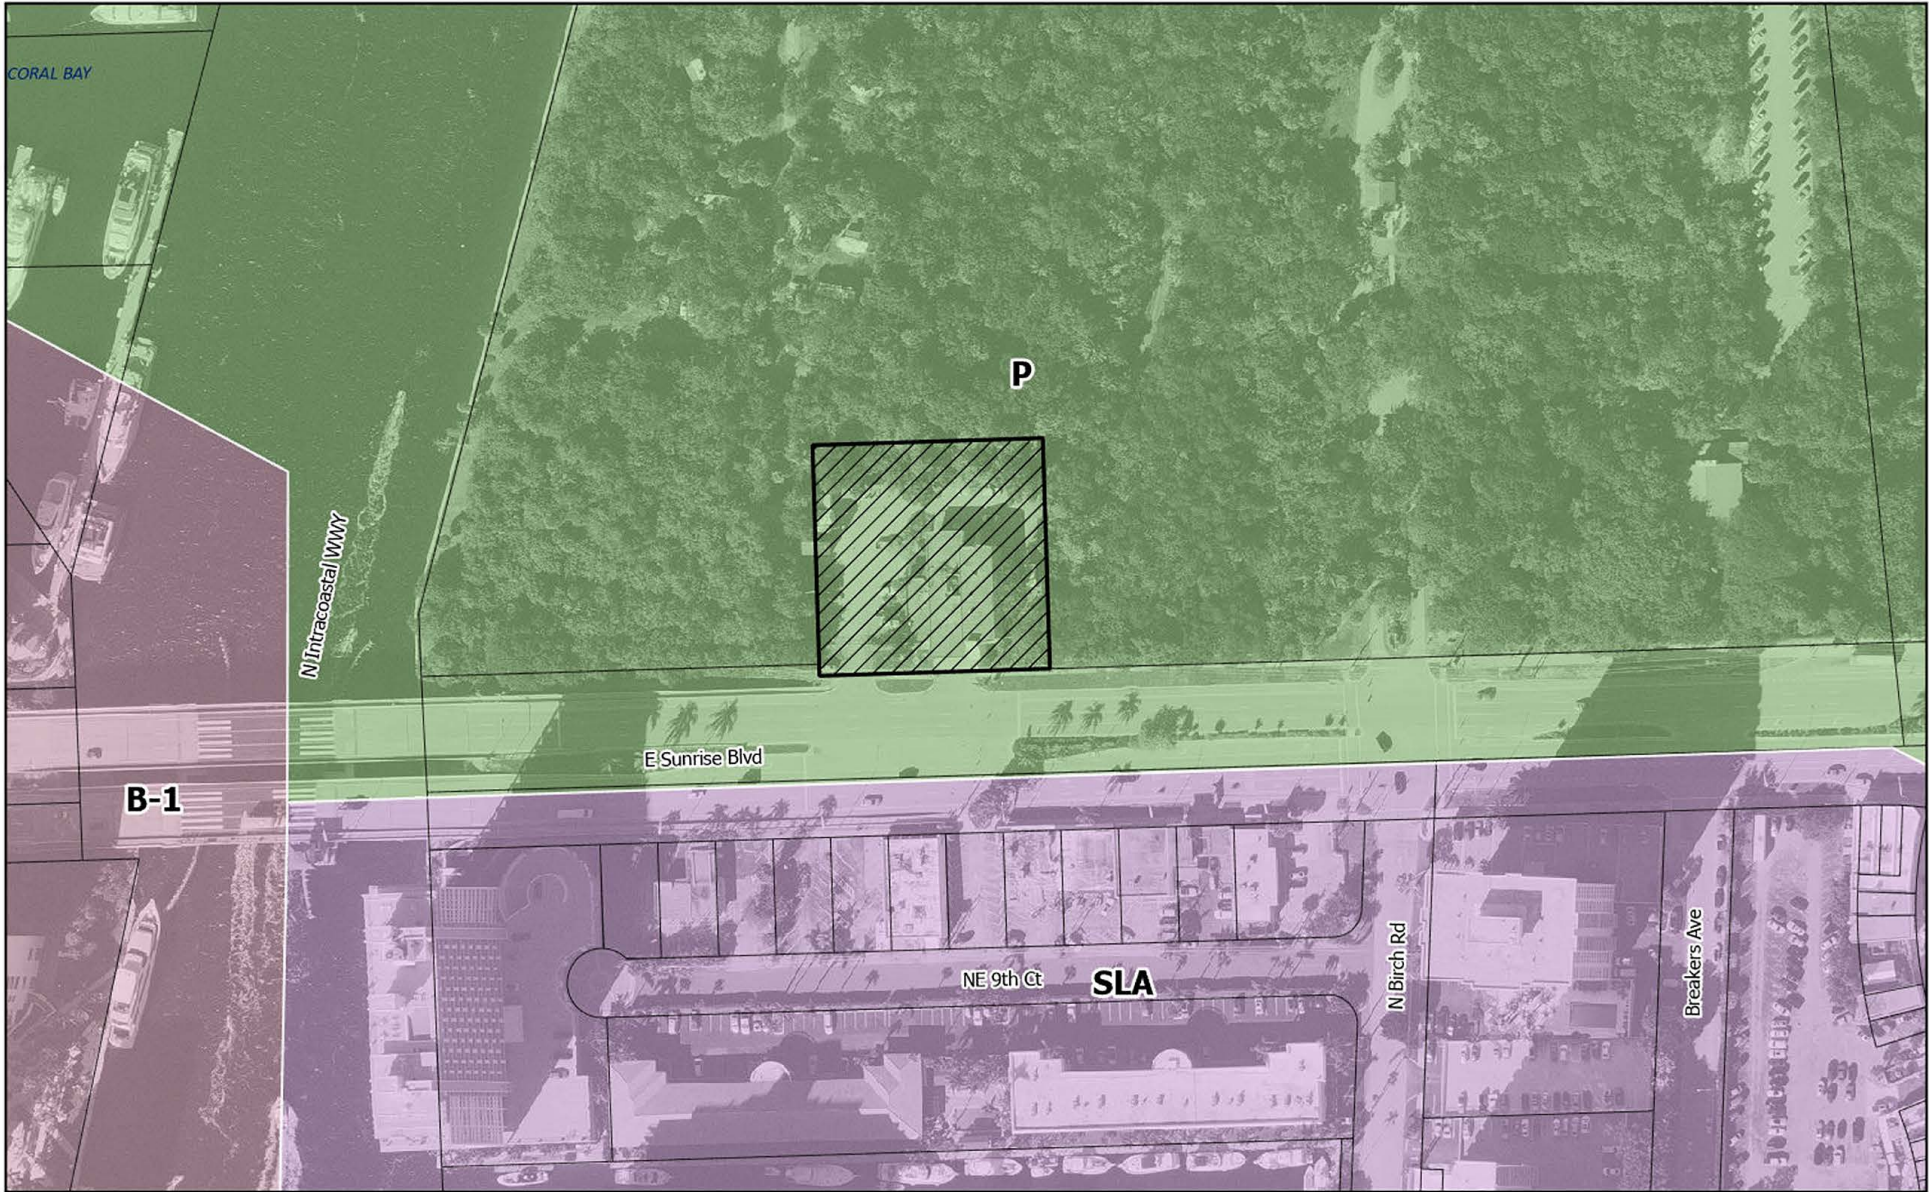 CORAL BAY
P
N Intracoastal WWY
E Sunrise Blvd
B-1
NE 9th Ct
SLA
N Birch Rd
Breakers Ave